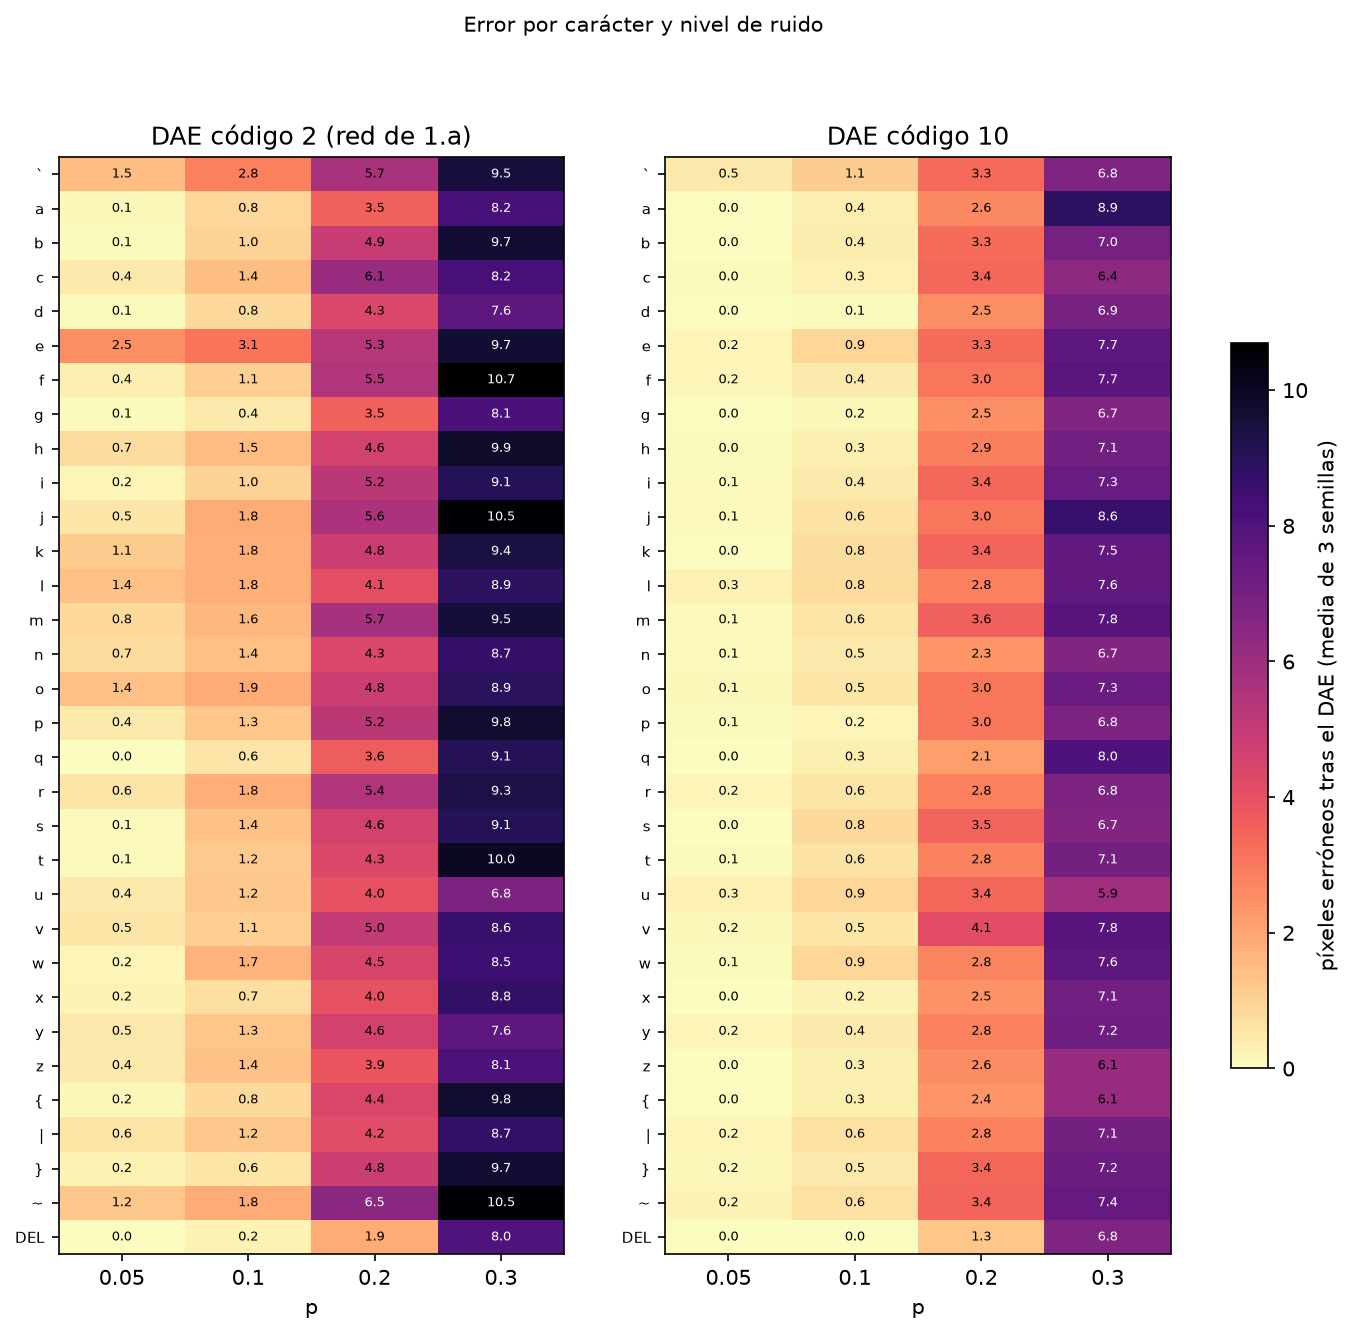 Error por carácter y nivel de ruido
DAE código 2 (red de 1.a)
` 1.5 2.8 5.7 9.5
a 0.1 0.8 3.5 8.2
b 0.1 1.0 4.9 9.7
c 0.4 1.4 6.1 8.2
d 0.1 0.8 4.3 7.6
e 2.5 3.1 5.3 9.7
f 0.4 1.1 5.5 10.7
g 0.1 0.4 3.5 8.1
h 0.7 1.5 4.6 9.9
i 0.2 1.0 5.2 9.1
j 0.5 1.8 5.6 10.5
k 1.1 1.8 4.8 9.4
l 1.4 1.8 4.1 8.9
m 0.8 1.6 5.7 9.5
n 0.7 1.4 4.3 8.7
o 1.4 1.9 4.8 8.9
p 0.4 1.3 5.2 9.8
q 0.0 0.6 3.6 9.1
r 0.6 1.8 5.4 9.3
s 0.1 1.4 4.6 9.1
t 0.1 1.2 4.3 10.0
u 0.4 1.2 4.0 6.8
v 0.5 1.1 5.0 8.6
w 0.2 1.7 4.5 8.5
x 0.2 0.7 4.0 8.8
y 0.5 1.3 4.6 7.6
z 0.4 1.4 3.9 8.1
{ 0.2 0.8 4.4 9.8
| 0.6 1.2 4.2 8.7
} 0.2 0.6 4.8 9.7
~ 1.2 1.8 6.5 10.5
DEL 0.0 0.2 1.9 8.0
0.05 0.1 0.2 0.3
p
DAE código 10
` 0.5 1.1 3.3 6.8
a 0.0 0.4 2.6 8.9
b 0.0 0.4 3.3 7.0
c 0.0 0.3 3.4 6.4
d 0.0 0.1 2.5 6.9
e 0.2 0.9 3.3 7.7
f 0.2 0.4 3.0 7.7
g 0.0 0.2 2.5 6.7
h 0.0 0.3 2.9 7.1
i 0.1 0.4 3.4 7.3
j 0.1 0.6 3.0 8.6
k 0.0 0.8 3.4 7.5
l 0.3 0.8 2.8 7.6
m 0.1 0.6 3.6 7.8
n 0.1 0.5 2.3 6.7
o 0.1 0.5 3.0 7.3
p 0.1 0.2 3.0 6.8
q 0.0 0.3 2.1 8.0
r 0.2 0.6 2.8 6.8
s 0.0 0.8 3.5 6.7
t 0.1 0.6 2.8 7.1
u 0.3 0.9 3.4 5.9
v 0.2 0.5 4.1 7.8
w 0.1 0.9 2.8 7.6
x 0.0 0.2 2.5 7.1
y 0.2 0.4 2.8 7.2
z 0.0 0.3 2.6 6.1
{ 0.0 0.3 2.4 6.1
| 0.2 0.6 2.8 7.1
} 0.2 0.5 3.4 7.2
~ 0.2 0.6 3.4 7.4
DEL 0.0 0.0 1.3 6.8
0.05 0.1 0.2 0.3
p
10
8
6
4
2
0
píxeles erróneos tras el DAE (media de 3 semillas)